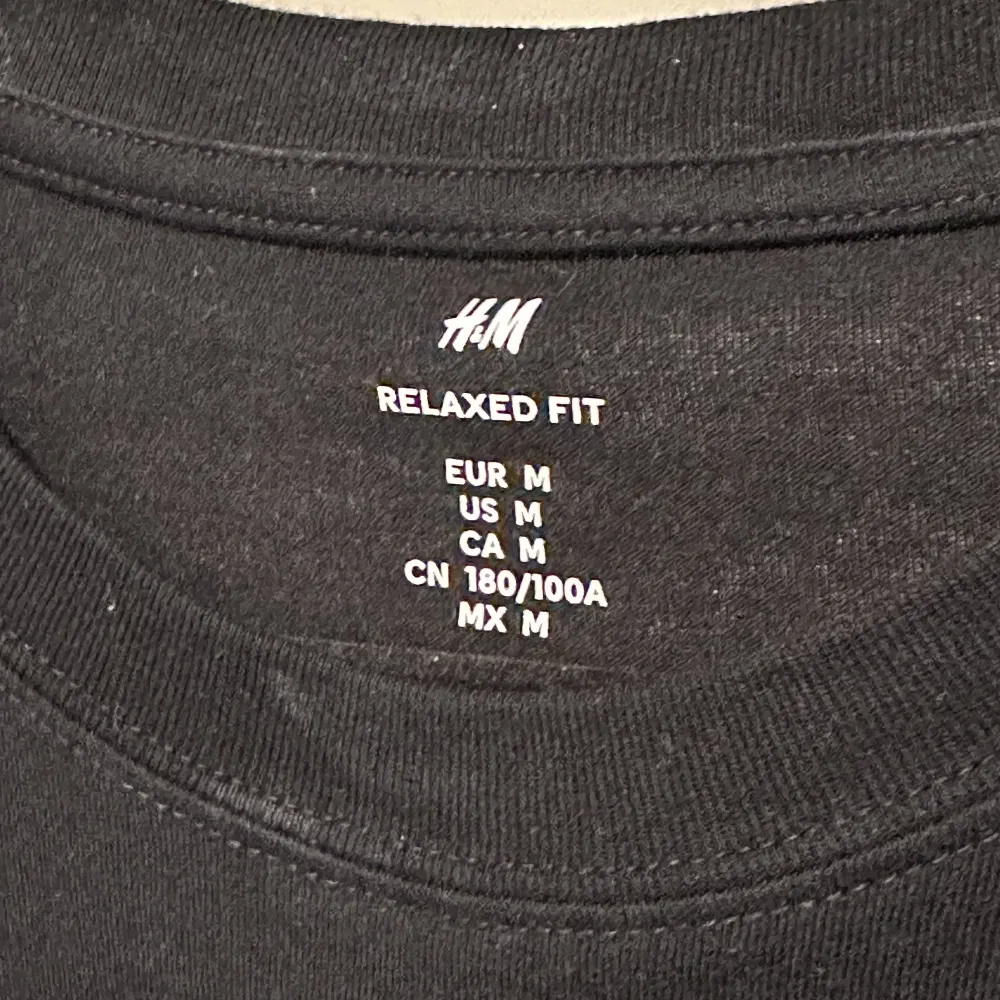 H&M
RELAXED FIT
EUR M
US M
CA M
CN 180/100A
MX M